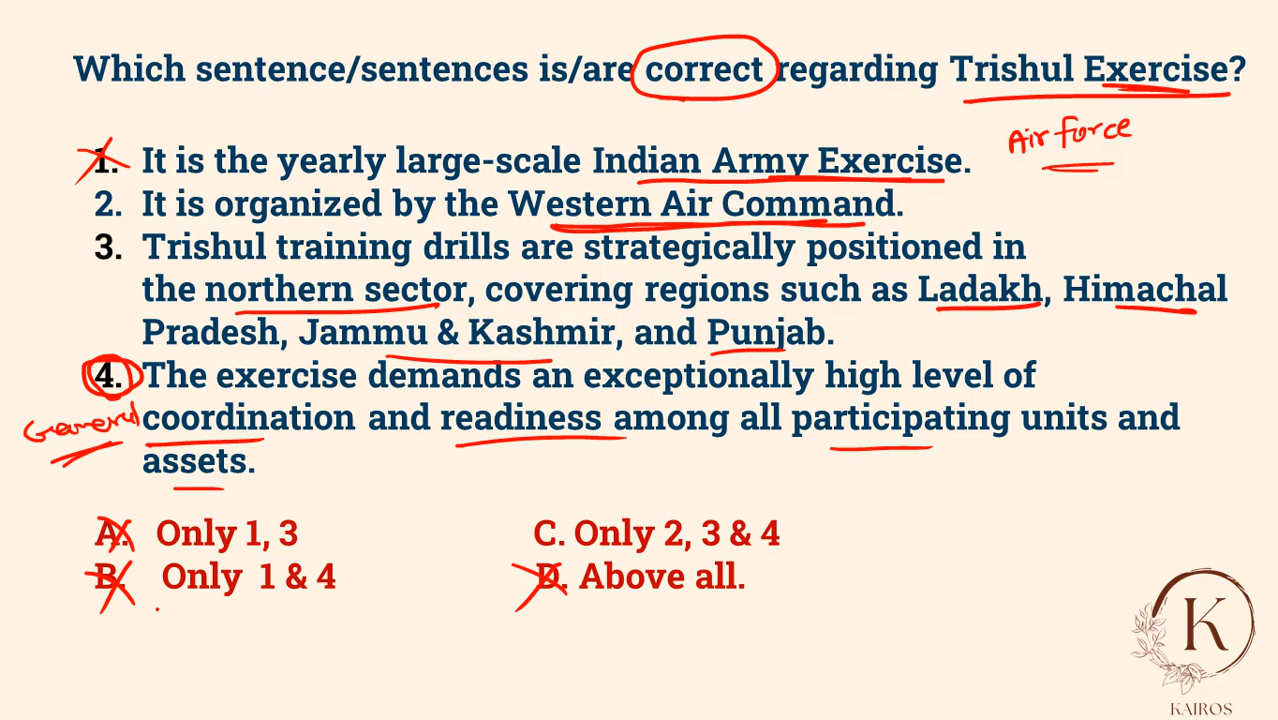 Which sentence/sentences is/are correct regarding Trishul Exercise?
Air force
1. It is the yearly large-scale Indian Army Exercise.
2. It is organized by the Western Air Command.
3. Trishul training drills are strategically positioned in
the northern sector, covering regions such as Ladakh, Himachal
Pradesh, Jammu & Kashmir, and Punjab.
4. The exercise demands an exceptionally high level of
General
coordination and readiness among all participating units and
assets.
A. Only 1, 3
C. Only 2, 3 & 4
B. Only 1 & 4
D. Above all.
K
KAIROS